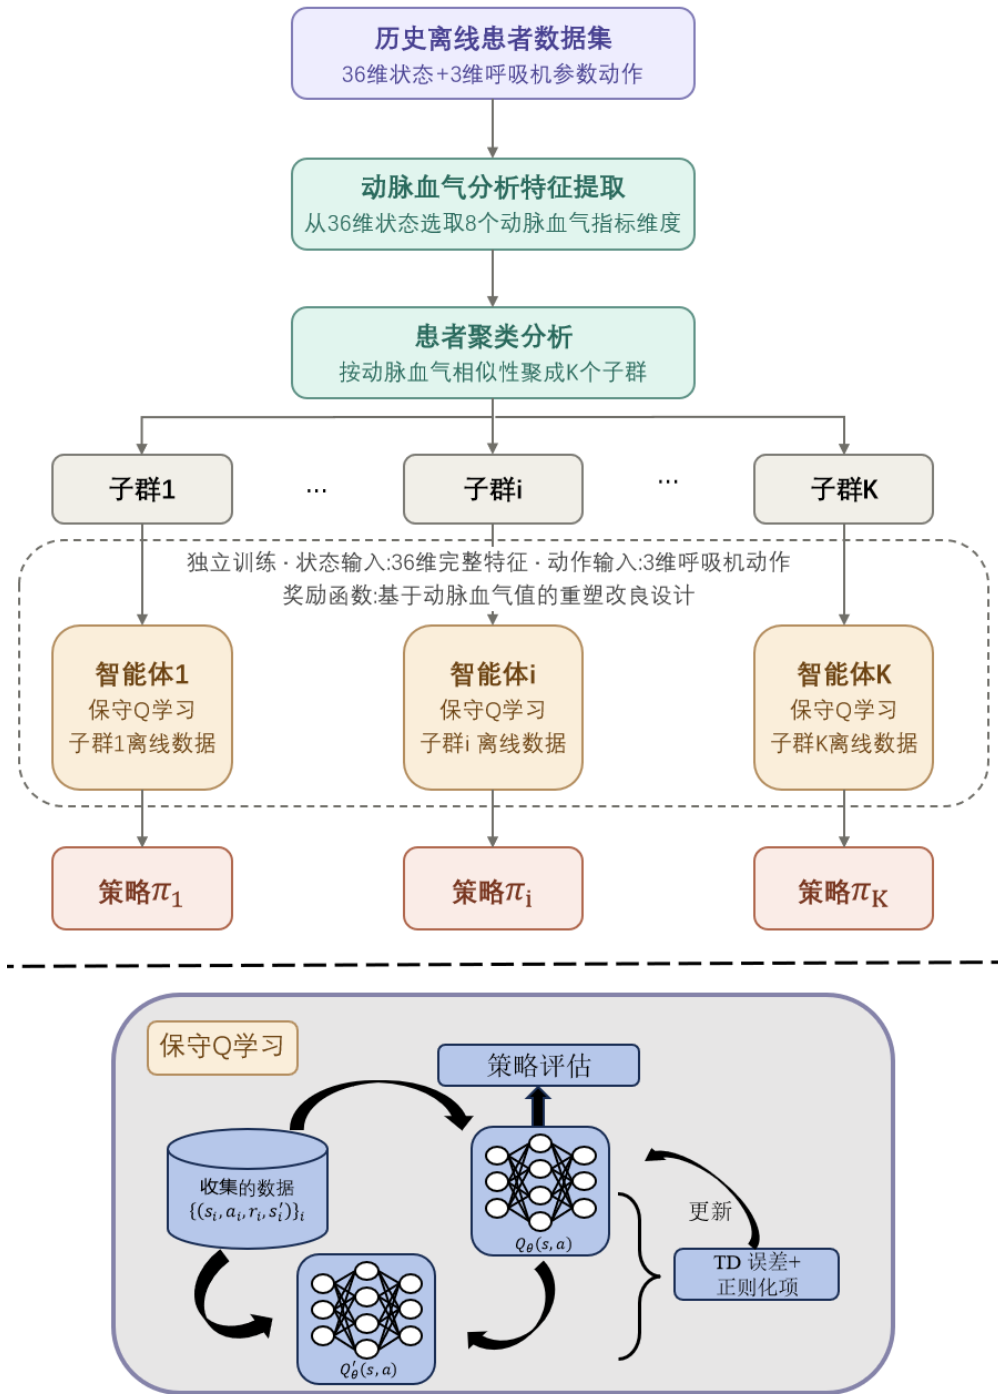 历史离线患者数据集
36维状态+3维呼吸机参数动作
动脉血气分析特征提取
从36维状态选取8个动脉血气指标维度
患者聚类分析
按动脉血气相似性聚成K个子群
子群1
...
子群i
...
子群K
独立训练·状态输入:36维完整特征·动作输入:3维呼吸机动作
奖励函数:基于动脉血气值的重塑改良设计
智能体1
保守Q学习
子群1离线数据
智能体i
保守Q学习
子群i 离线数据
智能体K
保守Q学习
子群K离线数据
策略π₁
策略πᵢ
策略π_K
保守Q学习
策略评估
收集的数据
{(sᵢ,aᵢ,rᵢ,s′ᵢ)}ᵢ
Q_θ(s,a)
更新
TD 误差+
正则化项
Q′_θ(s,a)